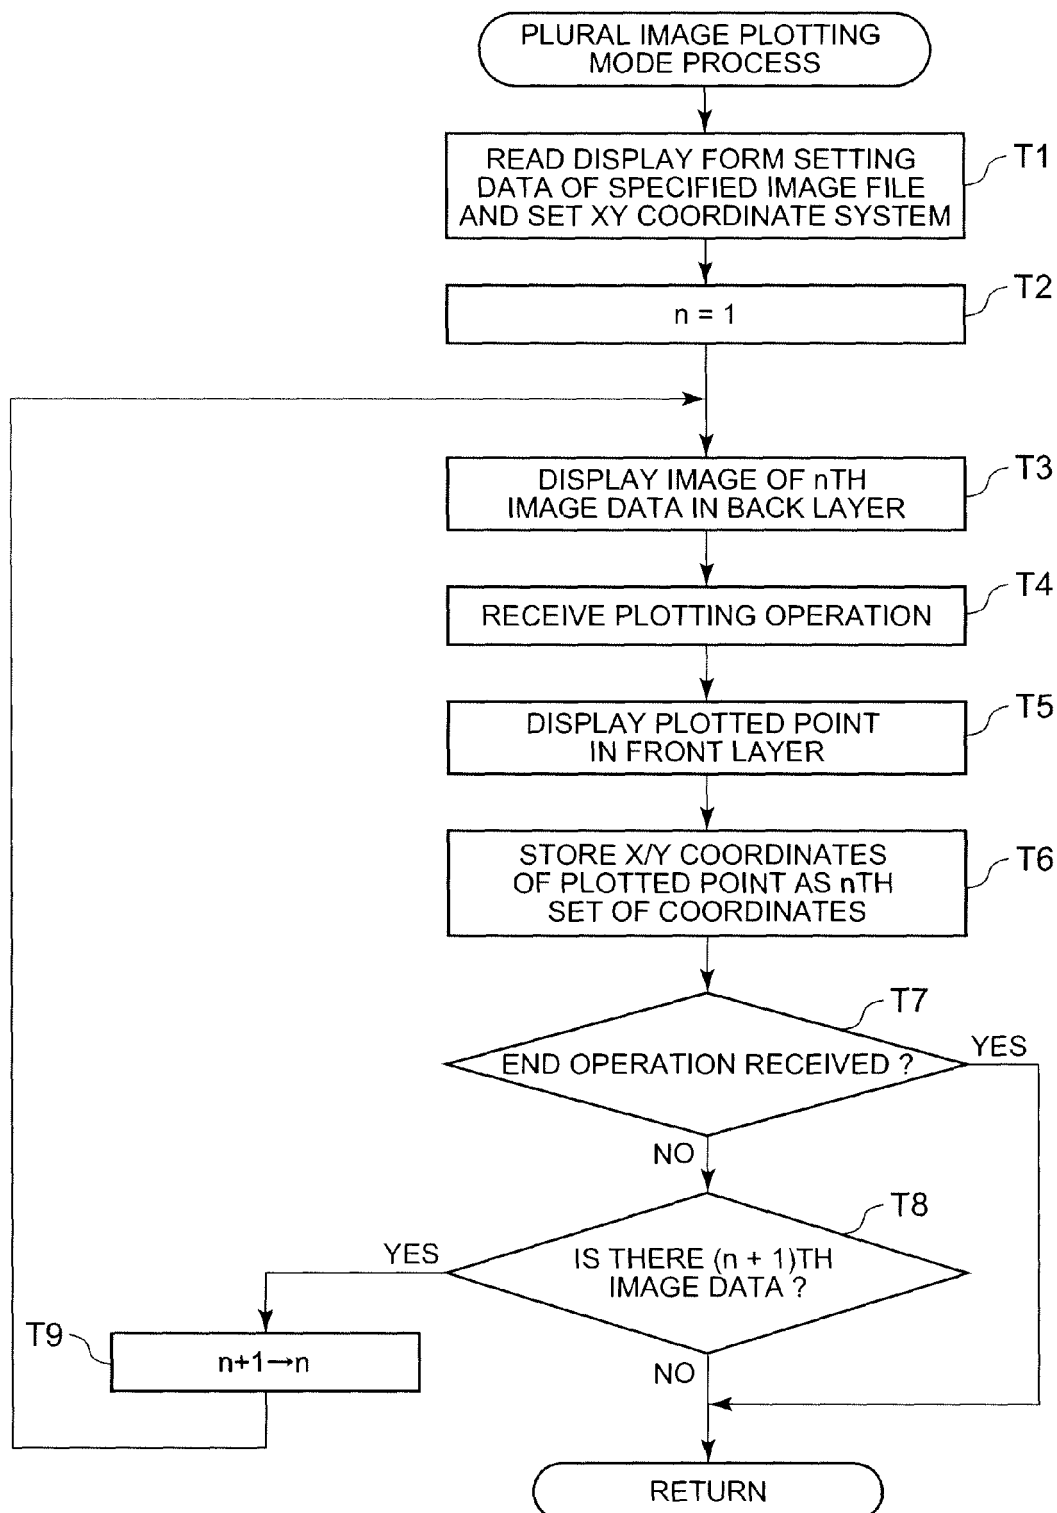 PLURAL IMAGE PLOTTING
MODE PROCESS
READ DISPLAY FORM SETTING
DATA OF SPECIFIED IMAGE FILE
AND SET XY COORDINATE SYSTEM
T1
n = 1
T2
DISPLAY IMAGE OF nTH
IMAGE DATA IN BACK LAYER
T3
RECEIVE PLOTTING OPERATION
T4
DISPLAY PLOTTED POINT
IN FRONT LAYER
T5
STORE X/Y COORDINATES
OF PLOTTED POINT AS nTH
SET OF COORDINATES
T6
END OPERATION RECEIVED ?
T7
YES
NO
IS THERE (n + 1)TH
IMAGE DATA ?
T8
YES
NO
T9
n+1→n
RETURN